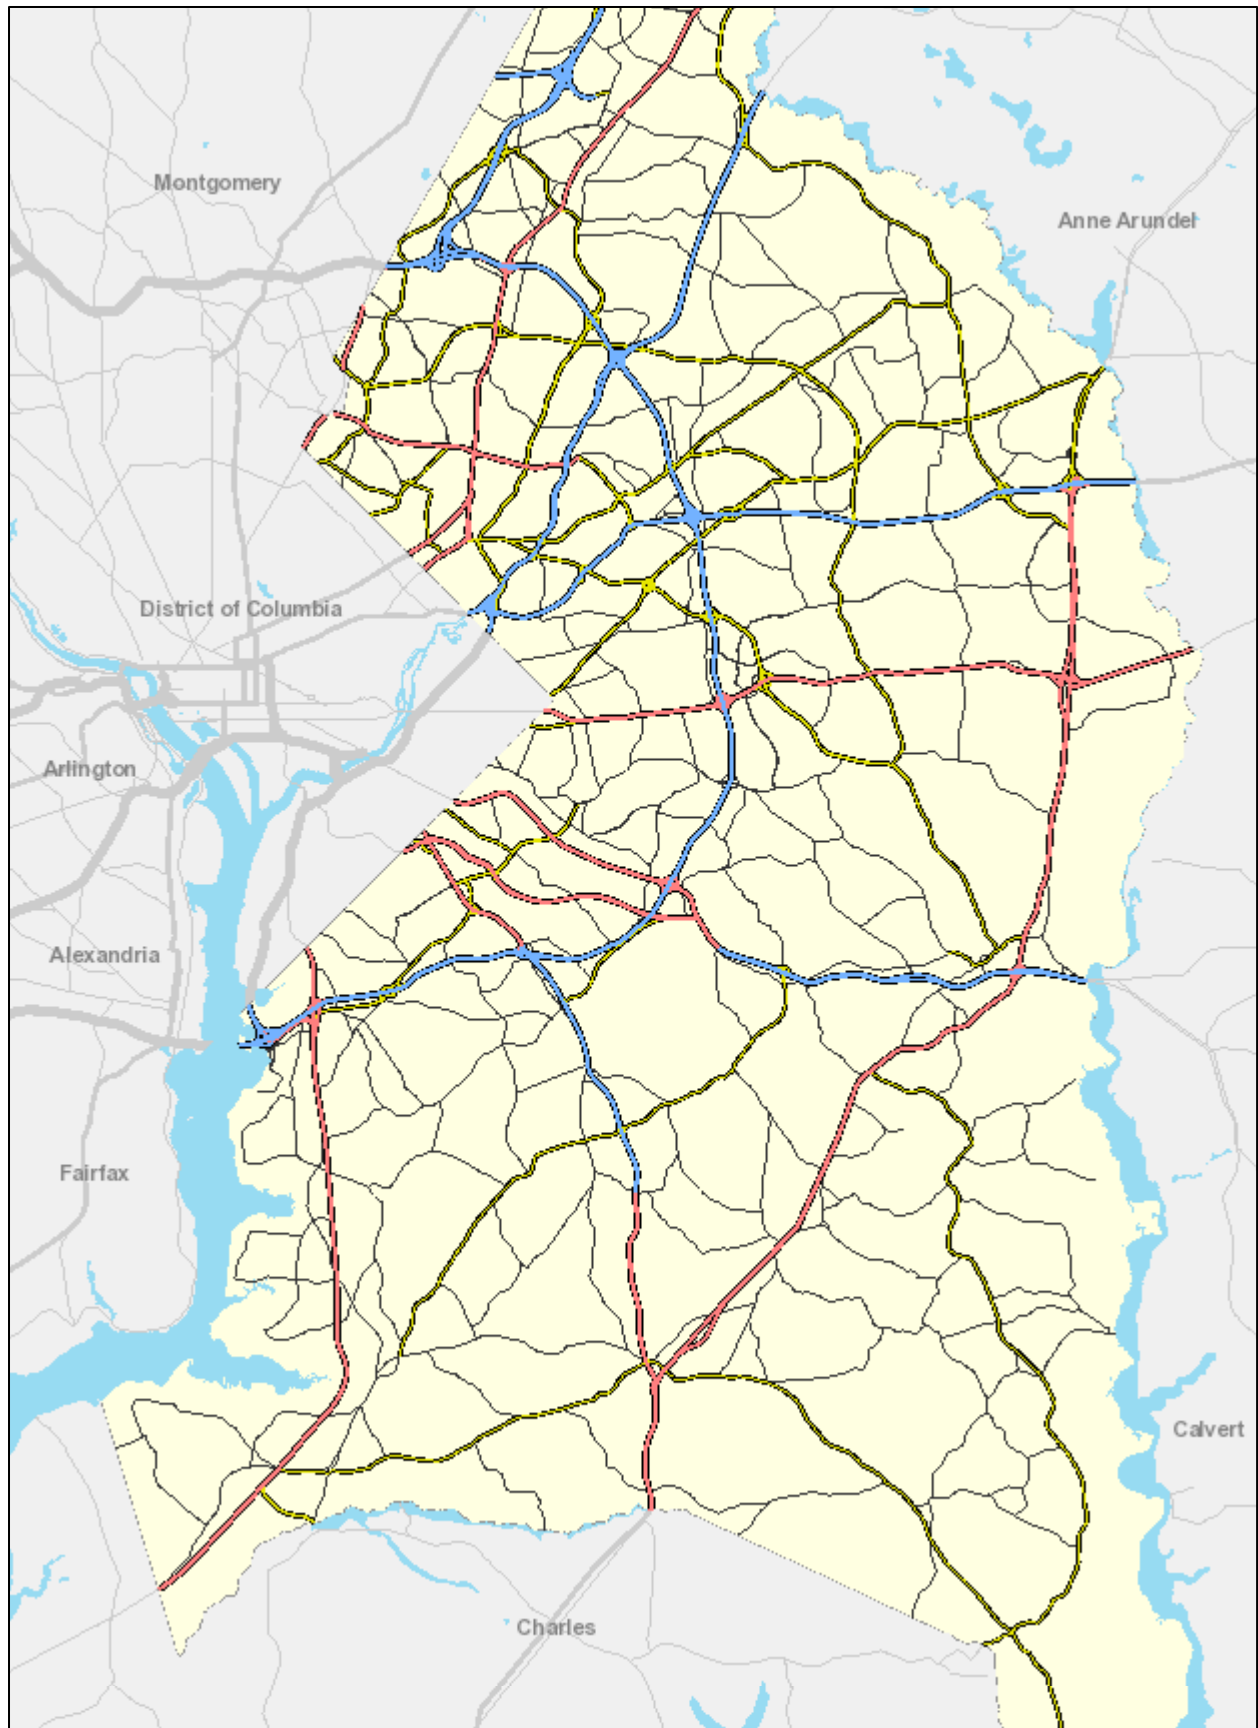 Montgomery
Anne Arundel
District of Columbia
Arlington
Alexandria
Fairfax
Calvert
Charles